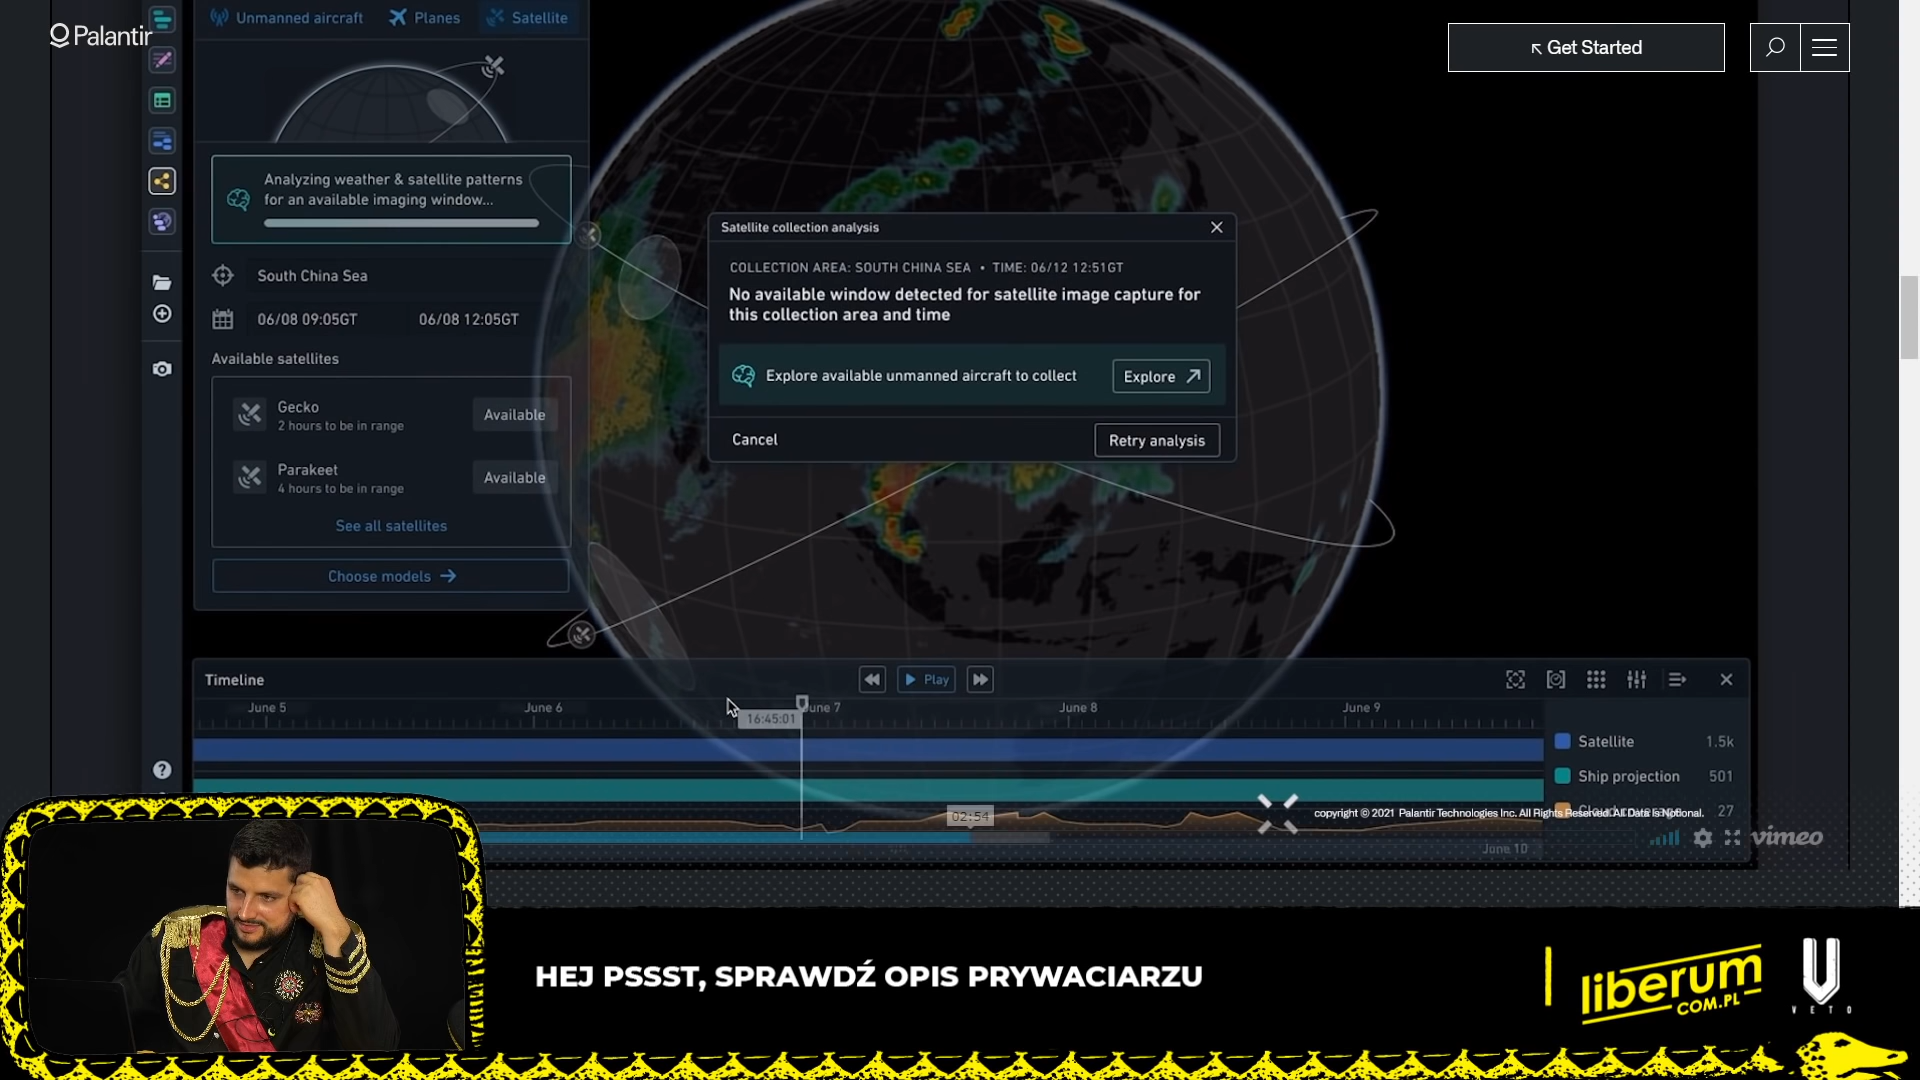 Palantir
Unmanned aircraft
Planes
Satellite
Get Started
Analyzing weather & satellite patterns
for an available imaging window...
South China Sea
06/08 09:05GT
06/08 12:05GT
Available satellites
Gecko
2 hours to be in range
Available
Parakeet
4 hours to be in range
Available
See all satellites
Choose models
Satellite collection analysis
COLLECTION AREA: SOUTH CHINA SEA • TIME: 06/12 12:51GT
No available window detected for satellite image capture for
this collection area and time
Explore available unmanned aircraft to collect
Explore
Cancel
Retry analysis
Timeline
Play
June 5
June 6
June 7
June 8
June 9
16:45:01
Satellite 1.5k
Ship projection 501
27
02:54
copyright © 2021 Palantir Technologies Inc. All Rights Reserved. All Data Is Notional.
vimeo
June 10
HEJ PSSST, SPRAWDŹ OPIS PRYWACIARZU
liberum
COM.PL
VETO